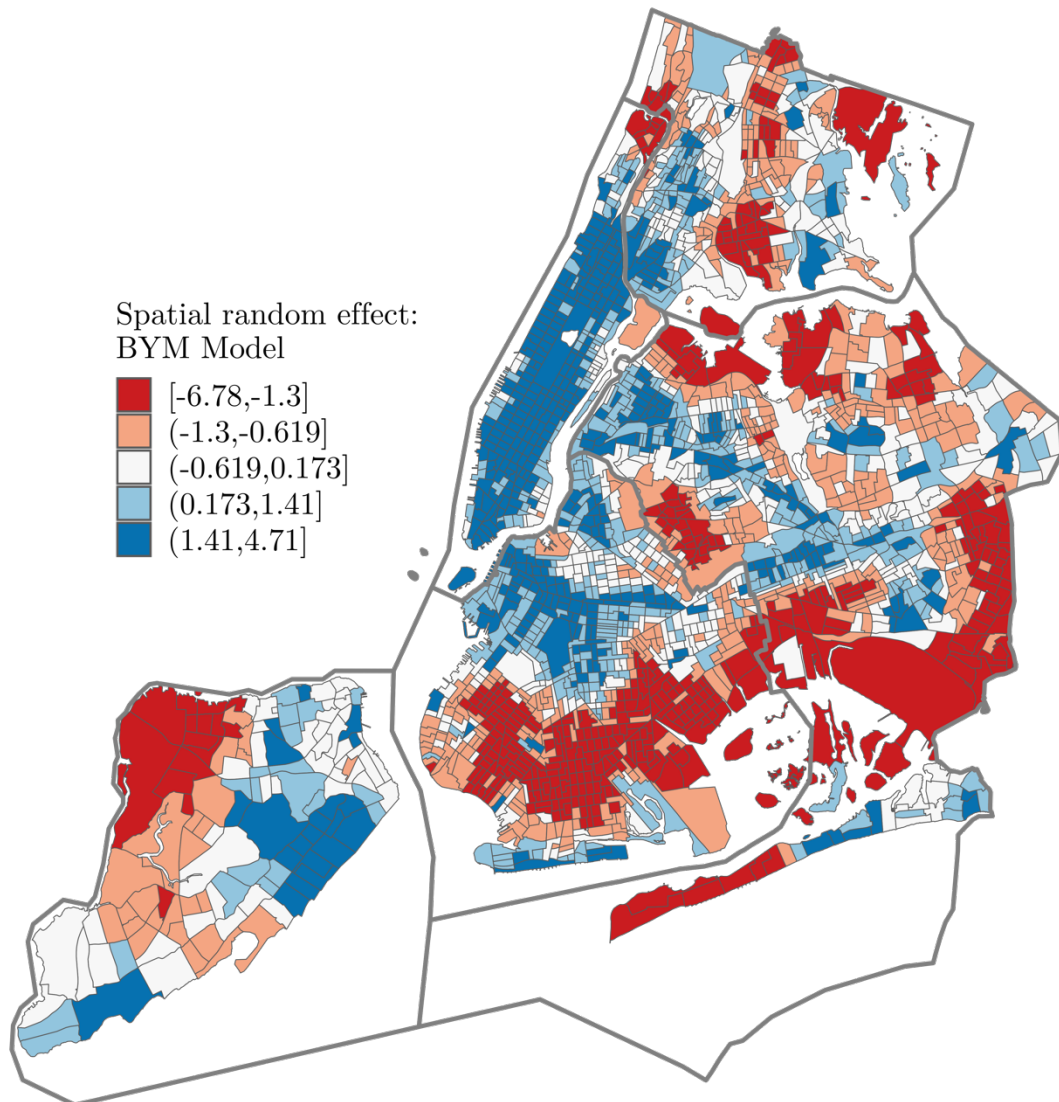 Spatial random effect:
BYM Model
[-6.78,-1.3]
(-1.3,-0.619]
(-0.619,0.173]
(0.173,1.41]
(1.41,4.71]